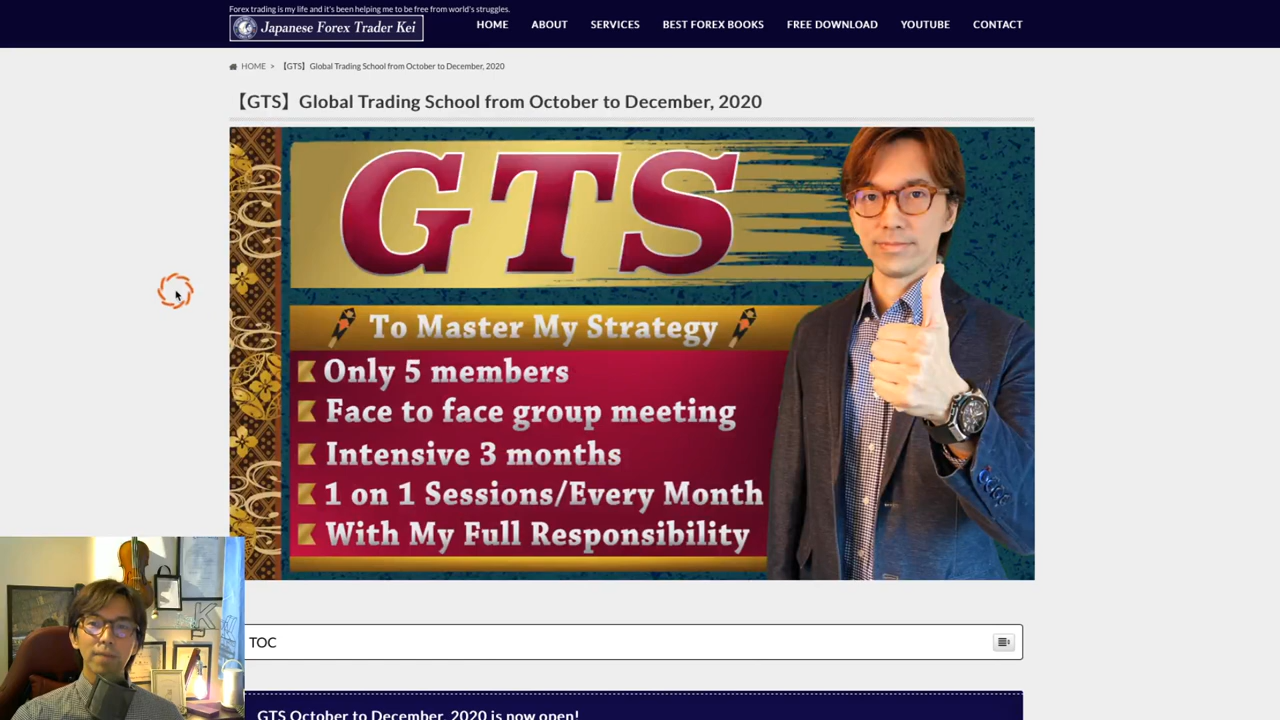 Forex trading is my life and it's been helping me to be free from world's struggles.
Japanese Forex Trader Kei
HOME ABOUT SERVICES BEST FOREX BOOKS FREE DOWNLOAD YOUTUBE CONTACT
HOME > 【GTS】Global Trading School from October to December, 2020
【GTS】Global Trading School from October to December, 2020
GTS
To Master My Strategy
Only 5 members
Face to face group meeting
Intensive 3 months
1 on 1 Sessions/Every Month
With My Full Responsibility
TOC
GTS October to December, 2020 is now open!